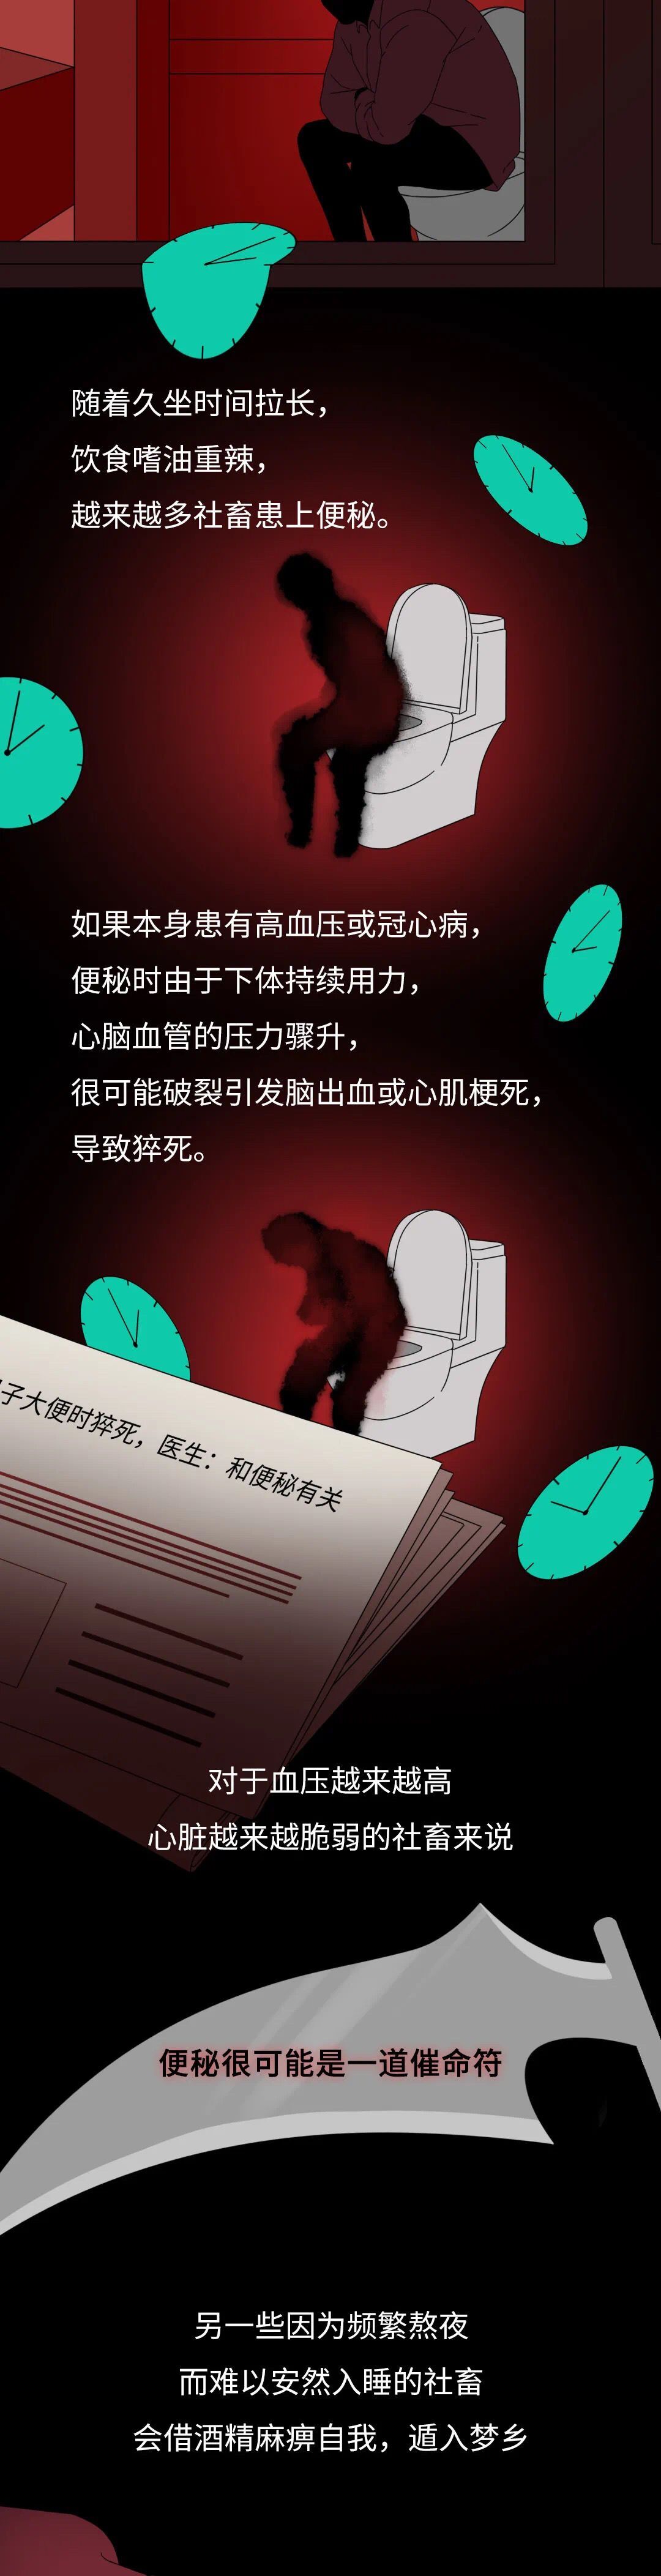 随着久坐时间拉长，
饮食嗜油重辣，
越来越多社畜患上便秘。
如果本身患有高血压或冠心病，
便秘时由于下体持续用力，
心脑血管的压力骤升，
很可能破裂引发脑出血或心肌梗死，
导致猝死。
子大便时猝死，医生：和便秘有关
对于血压越来越高
心脏越来越脆弱的社畜来说
便秘很可能是一道催命符
另一些因为频繁熬夜
而难以安然入睡的社畜
会借酒精麻痹自我，遁入梦乡